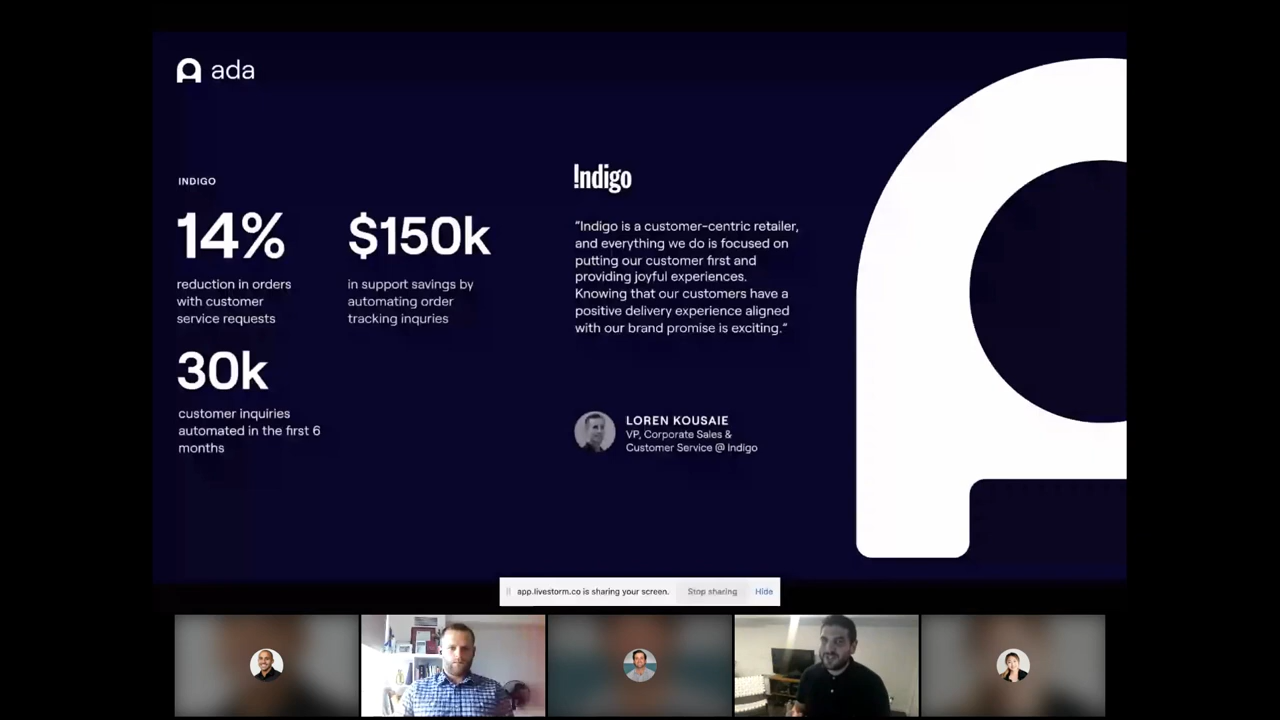 ada
INDIGO
14%
reduction in orders
with customer
service requests
$150k
in support savings by
automating order
tracking inquries
30k
customer inquiries
automated in the first 6
months
!ndigo
“Indigo is a customer-centric retailer,
and everything we do is focused on
putting our customer first and
providing joyful experiences.
Knowing that our customers have a
positive delivery experience aligned
with our brand promise is exciting.”
LOREN KOUSAIE
VP, Corporate Sales &
Customer Service @ Indigo
app.livestorm.co is sharing your screen.
Stop sharing
Hide